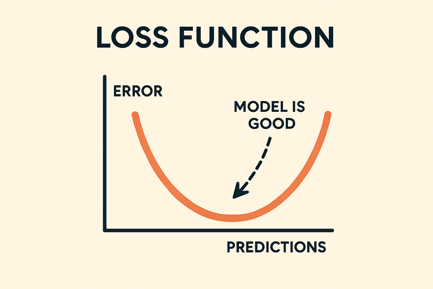 LOSS FUNCTION
ERROR
MODEL IS
GOOD
PREDICTIONS